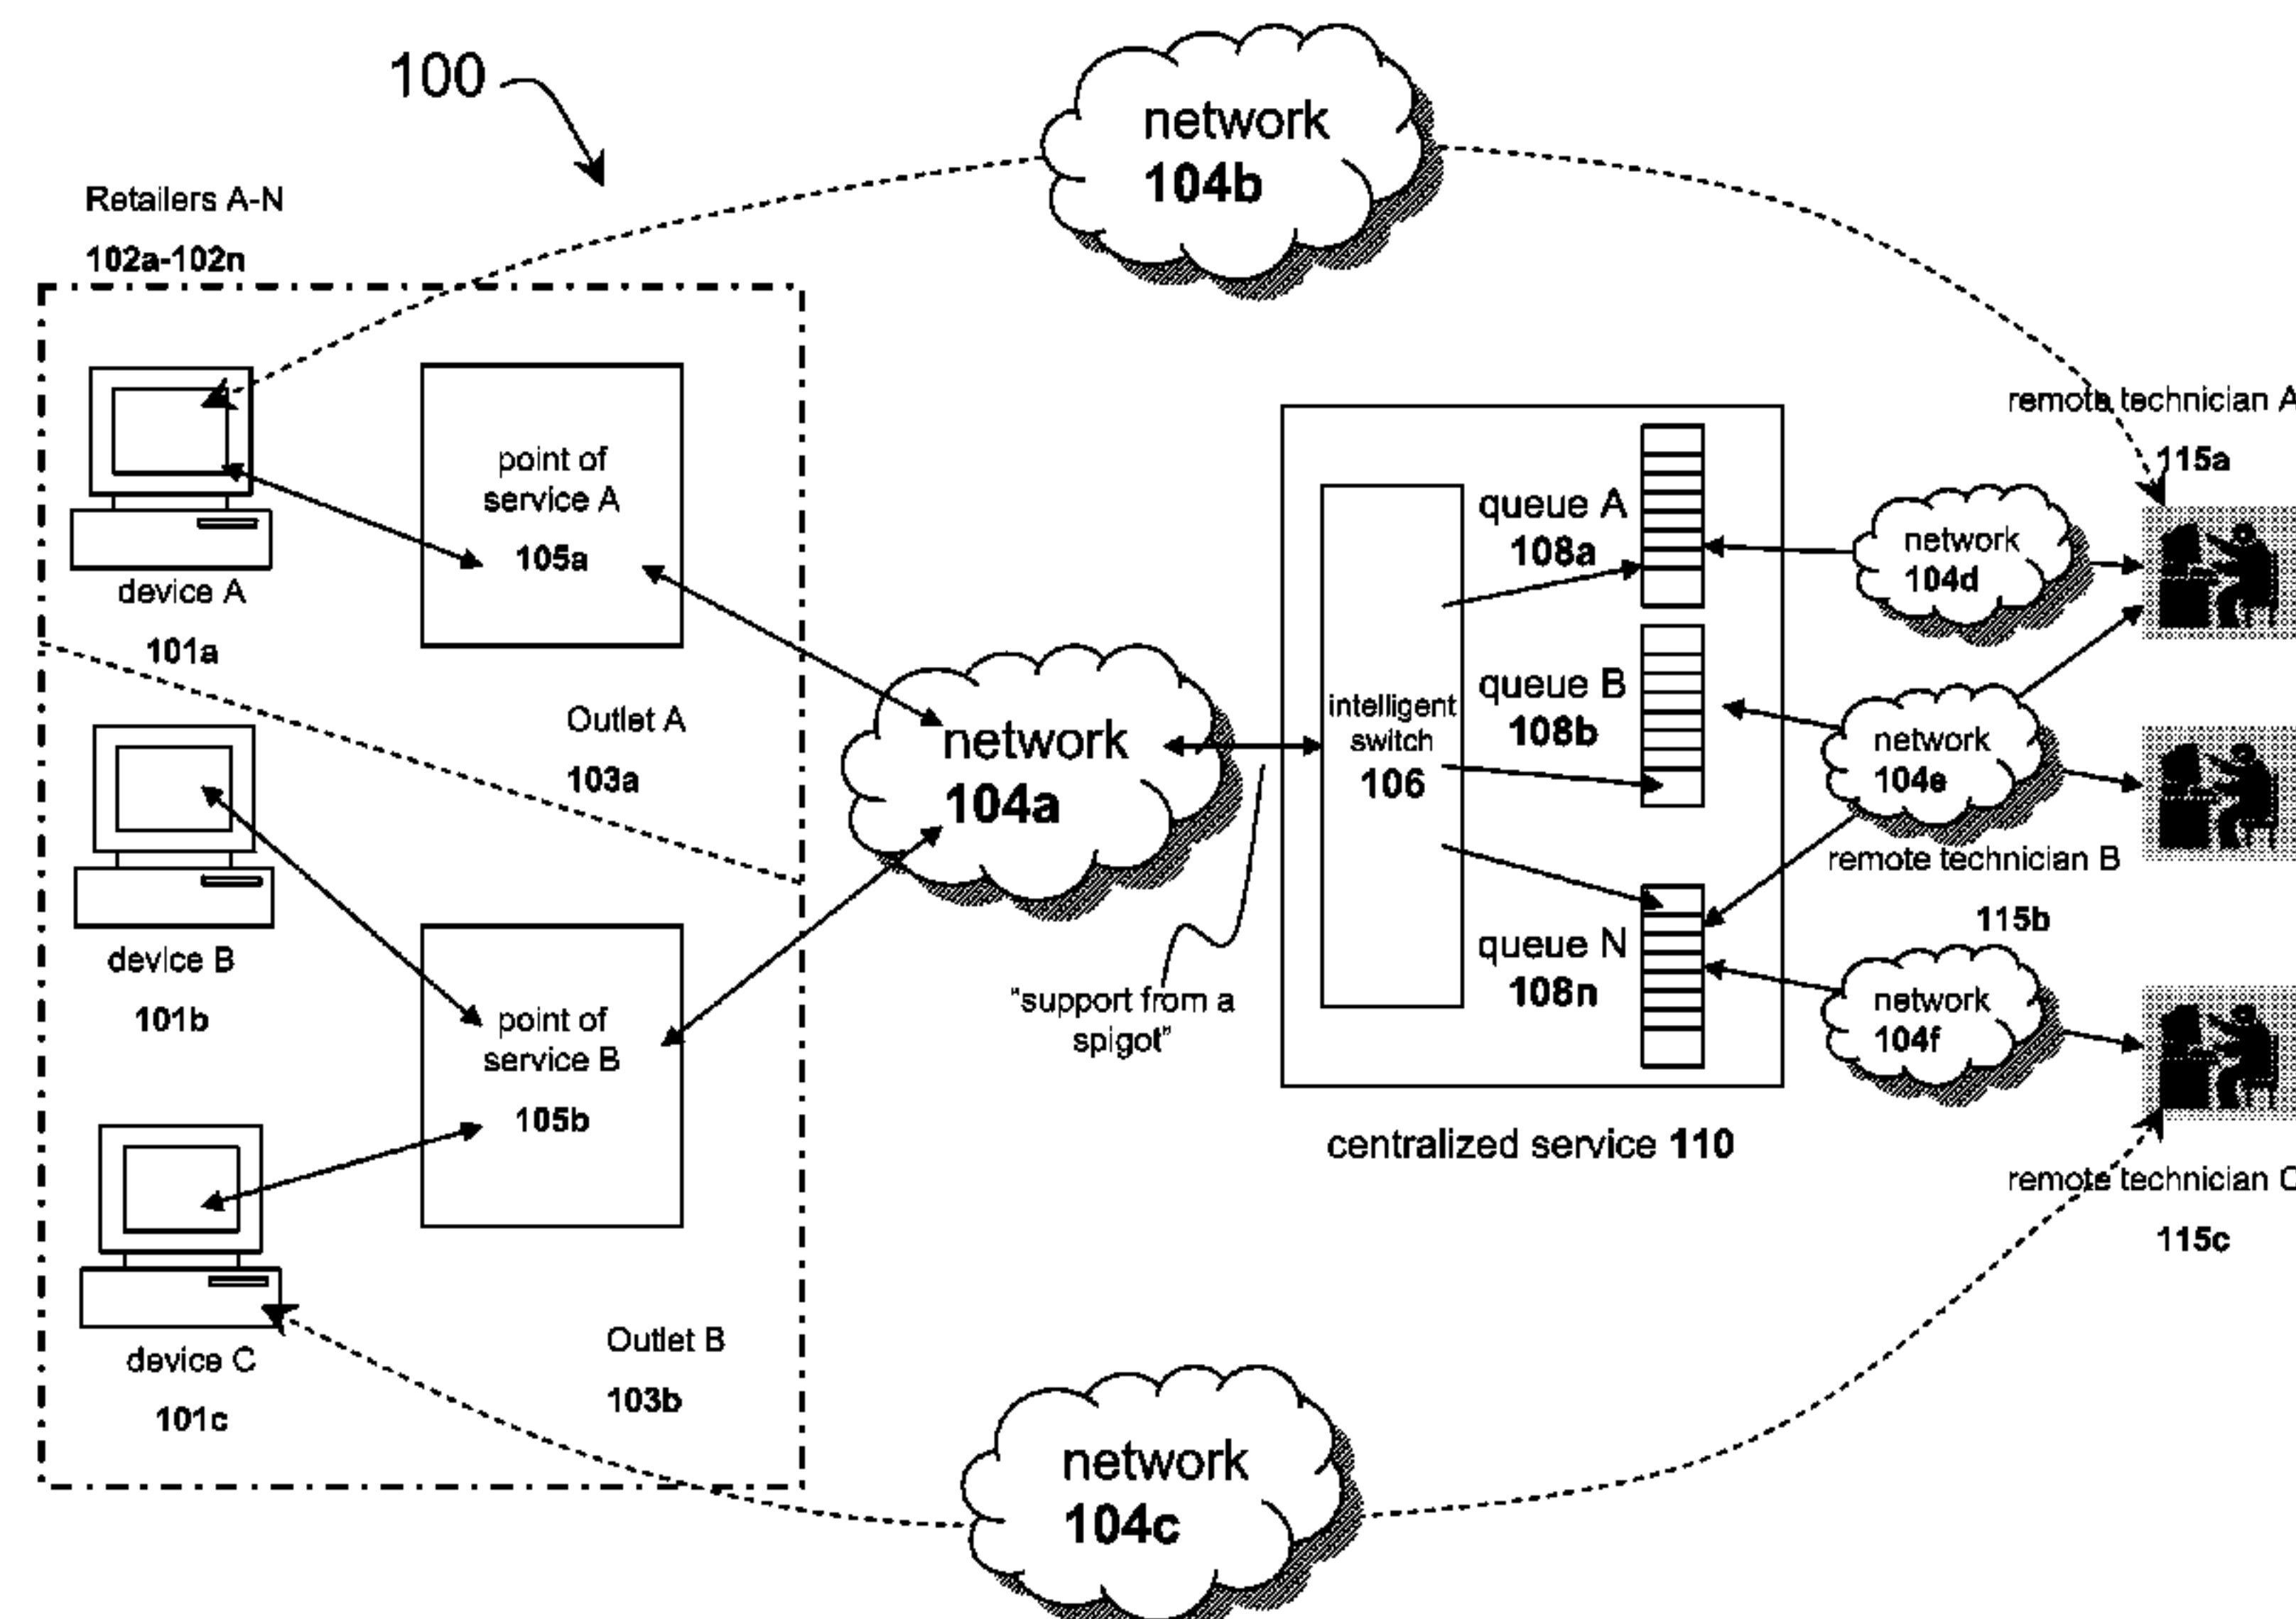 100
network
104b
Retailers A-N
102a-102n
remote technician A
115a
point of
service A
105a
device A
101a
queue A
108a
network
104d
Outlet A
103a
network
104a
intelligent
switch
106
queue B
108b
network
104e
remote technician B
115b
device B
101b
point of
service B
105b
"support from a
spigot"
queue N
108n
network
104f
centralized service 110
remote technician C
115c
device C
101c
Outlet B
103b
network
104c